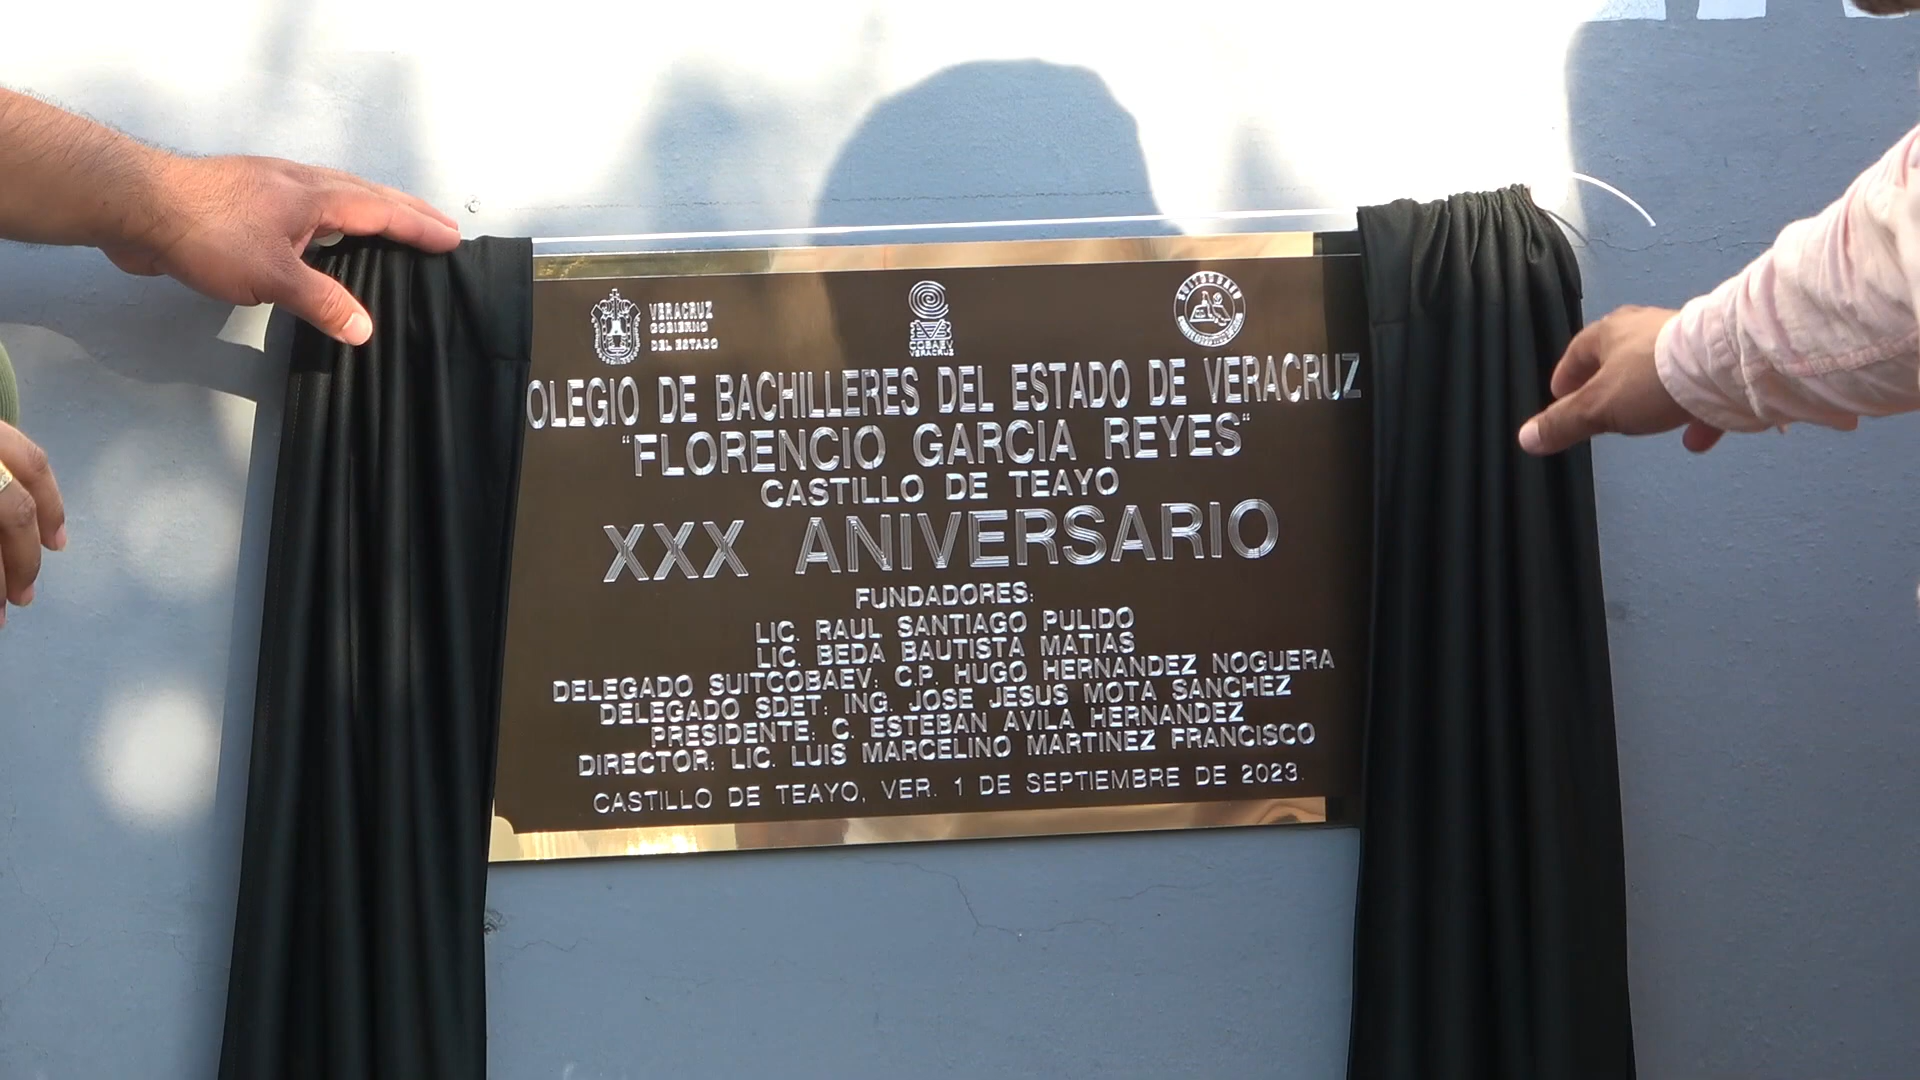 VERACRUZ
GOBIERNO
DEL ESTADO
COBAEV
VERACRUZ
OLEGIO DE BACHILLERES DEL ESTADO DE VERACRUZ
"FLORENCIO GARCIA REYES"
CASTILLO DE TEAYO
XXX ANIVERSARIO
FUNDADORES:
LIC. RAUL SANTIAGO PULIDO
LIC. BEDA BAUTISTA MATIAS
DELEGADO SUITCOBAEV: C.P. HUGO HERNANDEZ NOGUERA
DELEGADO SDET: ING. JOSE JESUS MOTA SANCHEZ
PRESIDENTE: C. ESTEBAN AVILA HERNANDEZ
DIRECTOR: LIC. LUIS MARCELINO MARTINEZ FRANCISCO
CASTILLO DE TEAYO, VER. 1 DE SEPTIEMBRE DE 2023.